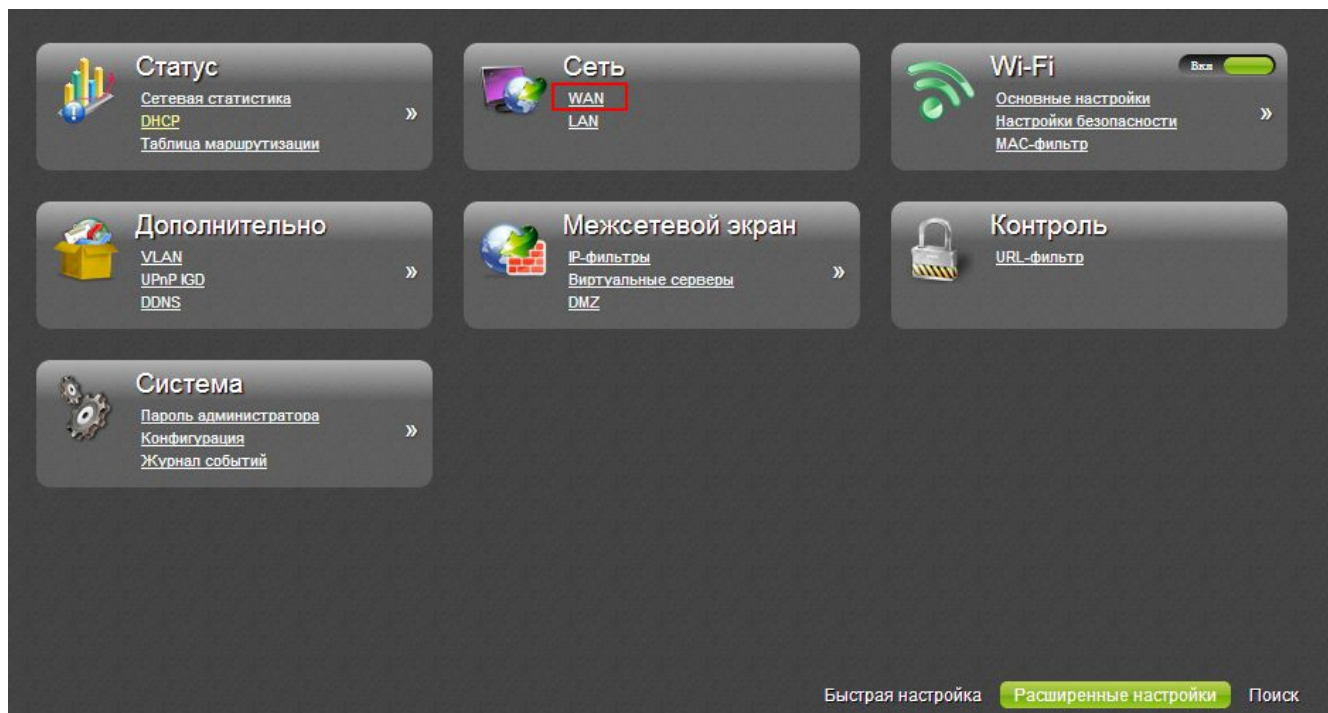 Статус
Сетевая статистика
DHCP
Таблица маршрутизации
»
Сеть
WAN
LAN
Wi-Fi
Вкл
Основные настройки
Настройки безопасности
MAC-фильтр
»
Дополнительно
VLAN
UPnP IGD
DDNS
»
Межсетевой экран
IP-фильтры
Виртуальные серверы
DMZ
»
Контроль
URL-фильтр
Система
Пароль администратора
Конфигурация
Журнал событий
»
Быстрая настройка
Расширенные настройки
Поиск